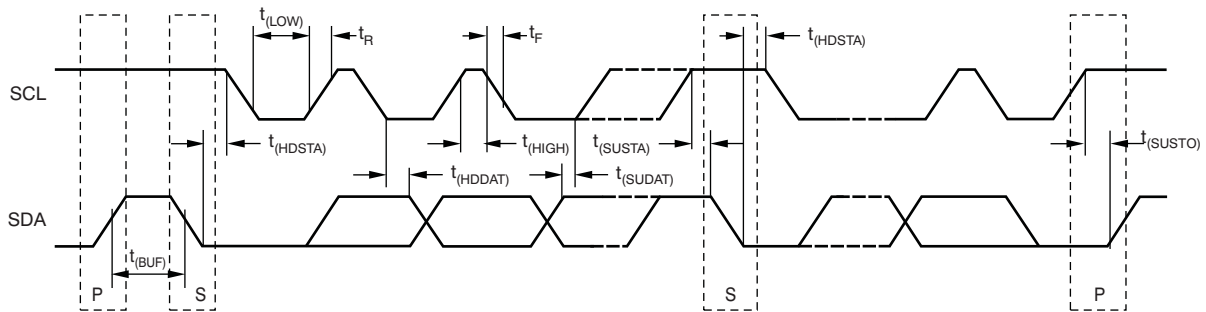 t(LOW)
tR
tF
t(HDSTA)
SCL
t(HDSTA)
t(HIGH)
t(SUSTA)
t(SUSTO)
t(HDDAT)
t(SUDAT)
SDA
t(BUF)
P
S
S
P